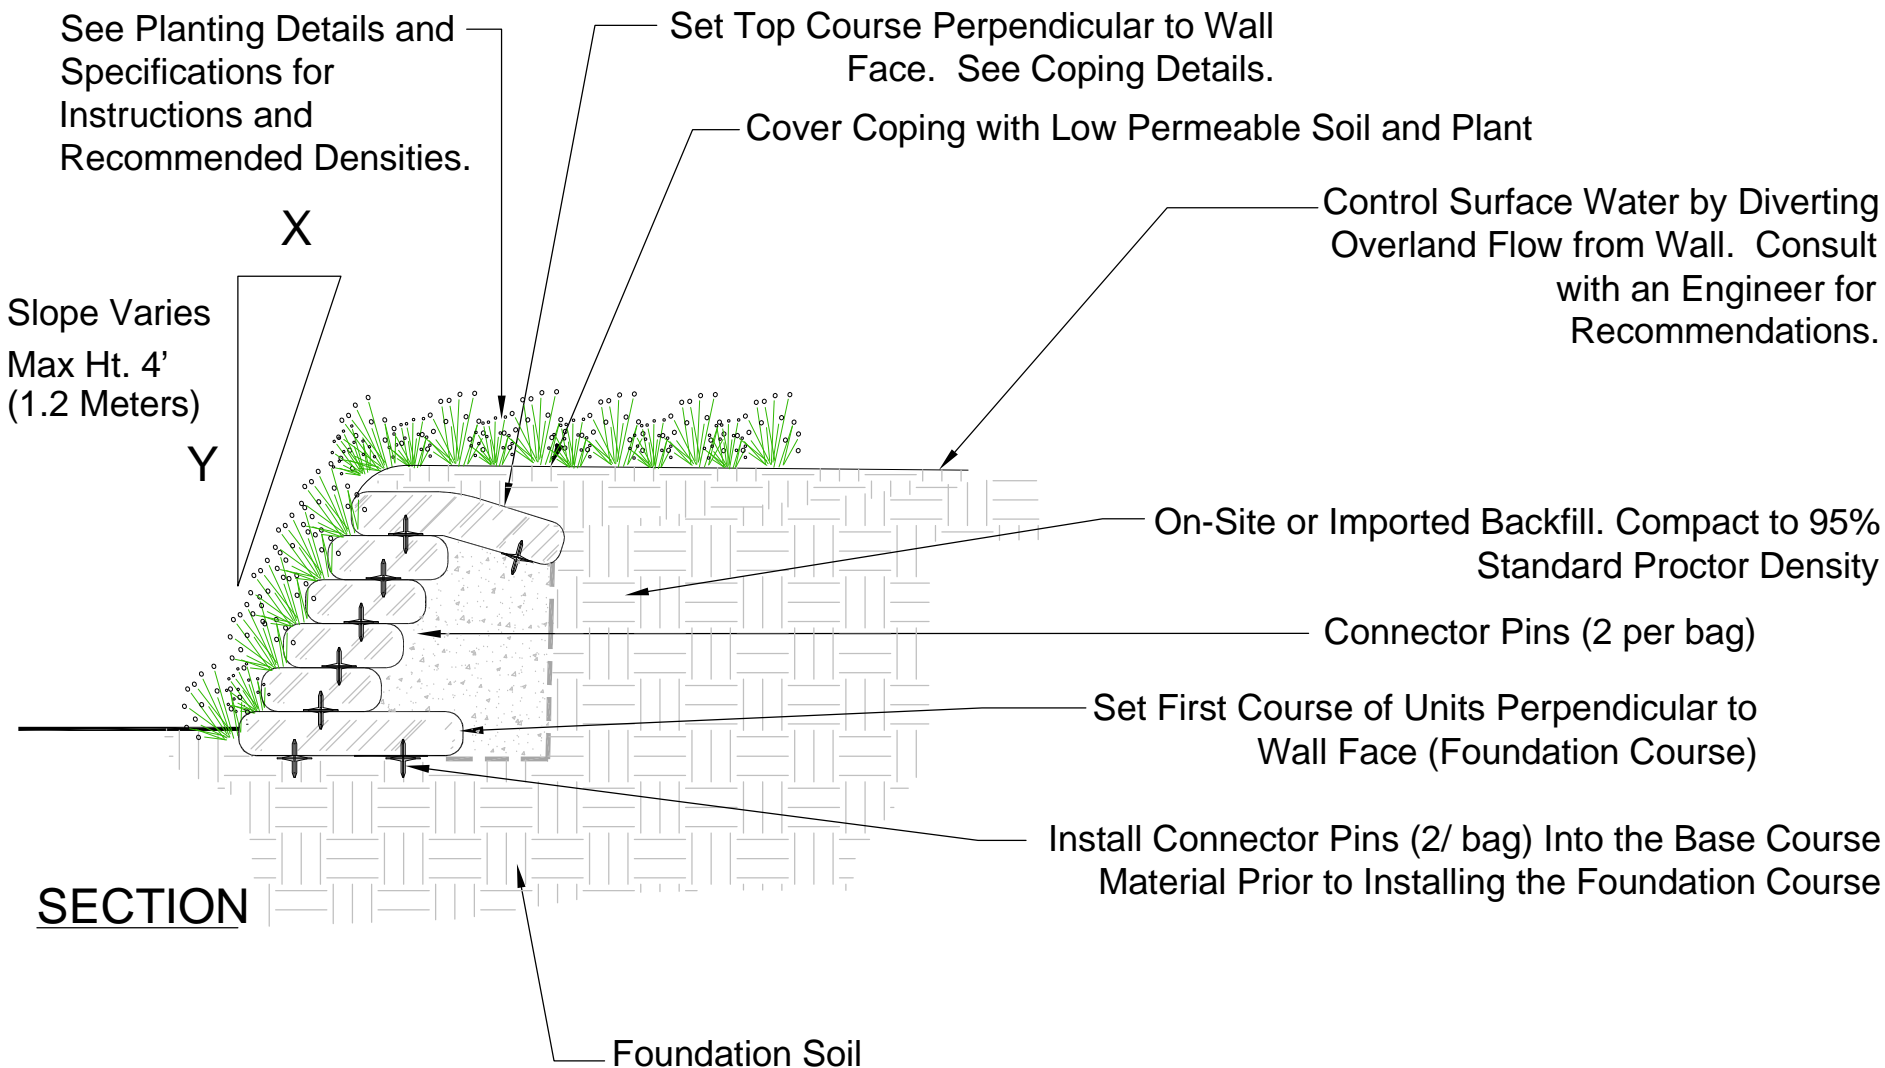 See Planting Details and
Specifications for
Instructions and
Recommended Densities.
Set Top Course Perpendicular to Wall
Face.  See Coping Details.
Cover Coping with Low Permeable Soil and Plant
Control Surface Water by Diverting
Overland Flow from Wall.  Consult
with an Engineer for
Recommendations.
X
Slope Varies
Max Ht. 4’
(1.2 Meters)
Y
On-Site or Imported Backfill. Compact to 95%
Standard Proctor Density
Connector Pins (2 per bag)
Set First Course of Units Perpendicular to
Wall Face (Foundation Course)
Install Connector Pins (2/ bag) Into the Base Course
Material Prior to Installing the Foundation Course
SECTION
Foundation Soil